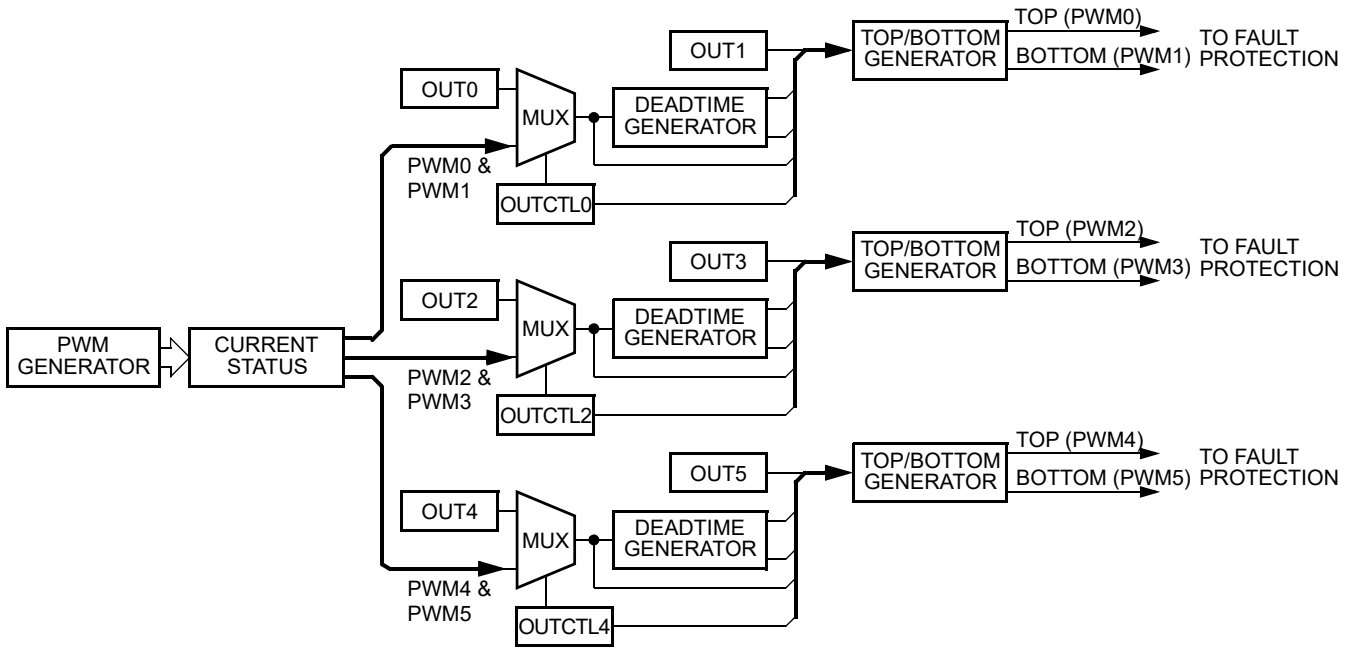 OUT1
TOP/BOTTOM
GENERATOR
TOP (PWM0)
BOTTOM (PWM1)
TO FAULT
PROTECTION
OUT0
MUX
DEADTIME
GENERATOR
PWM0 &
PWM1
OUTCTL0
OUT3
TOP/BOTTOM
GENERATOR
TOP (PWM2)
BOTTOM (PWM3)
TO FAULT
PROTECTION
OUT2
MUX
DEADTIME
GENERATOR
PWM
GENERATOR
CURRENT
STATUS
PWM2 &
PWM3
OUTCTL2
OUT5
TOP/BOTTOM
GENERATOR
TOP (PWM4)
BOTTOM (PWM5)
TO FAULT
PROTECTION
OUT4
MUX
DEADTIME
GENERATOR
PWM4 &
PWM5
OUTCTL4